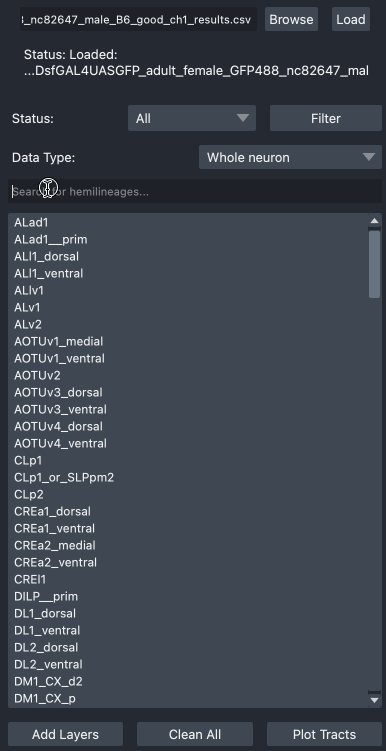 _nc82647_male_B6_good_ch1_results.csv
Browse
Load
Status: Loaded:
...DsfGAL4UASGFP_adult_female_GFP488_nc82647_mal
Status:
All
Filter
Data Type:
Whole neuron
Search for hemilineages...
ALad1
ALad1__prim
ALl1_dorsal
ALl1_ventral
ALlv1
ALv1
ALv2
AOTUv1_medial
AOTUv1_ventral
AOTUv2
AOTUv3_dorsal
AOTUv3_ventral
AOTUv4_dorsal
AOTUv4_ventral
CLp1
CLp1_or_SLPpm2
CLp2
CREa1_dorsal
CREa1_ventral
CREa2_medial
CREa2_ventral
CREl1
DILP__prim
DL1_dorsal
DL1_ventral
DL2_dorsal
DL2_ventral
DM1_CX_d2
DM1_CX_p
Add Layers
Clean All
Plot Tracts